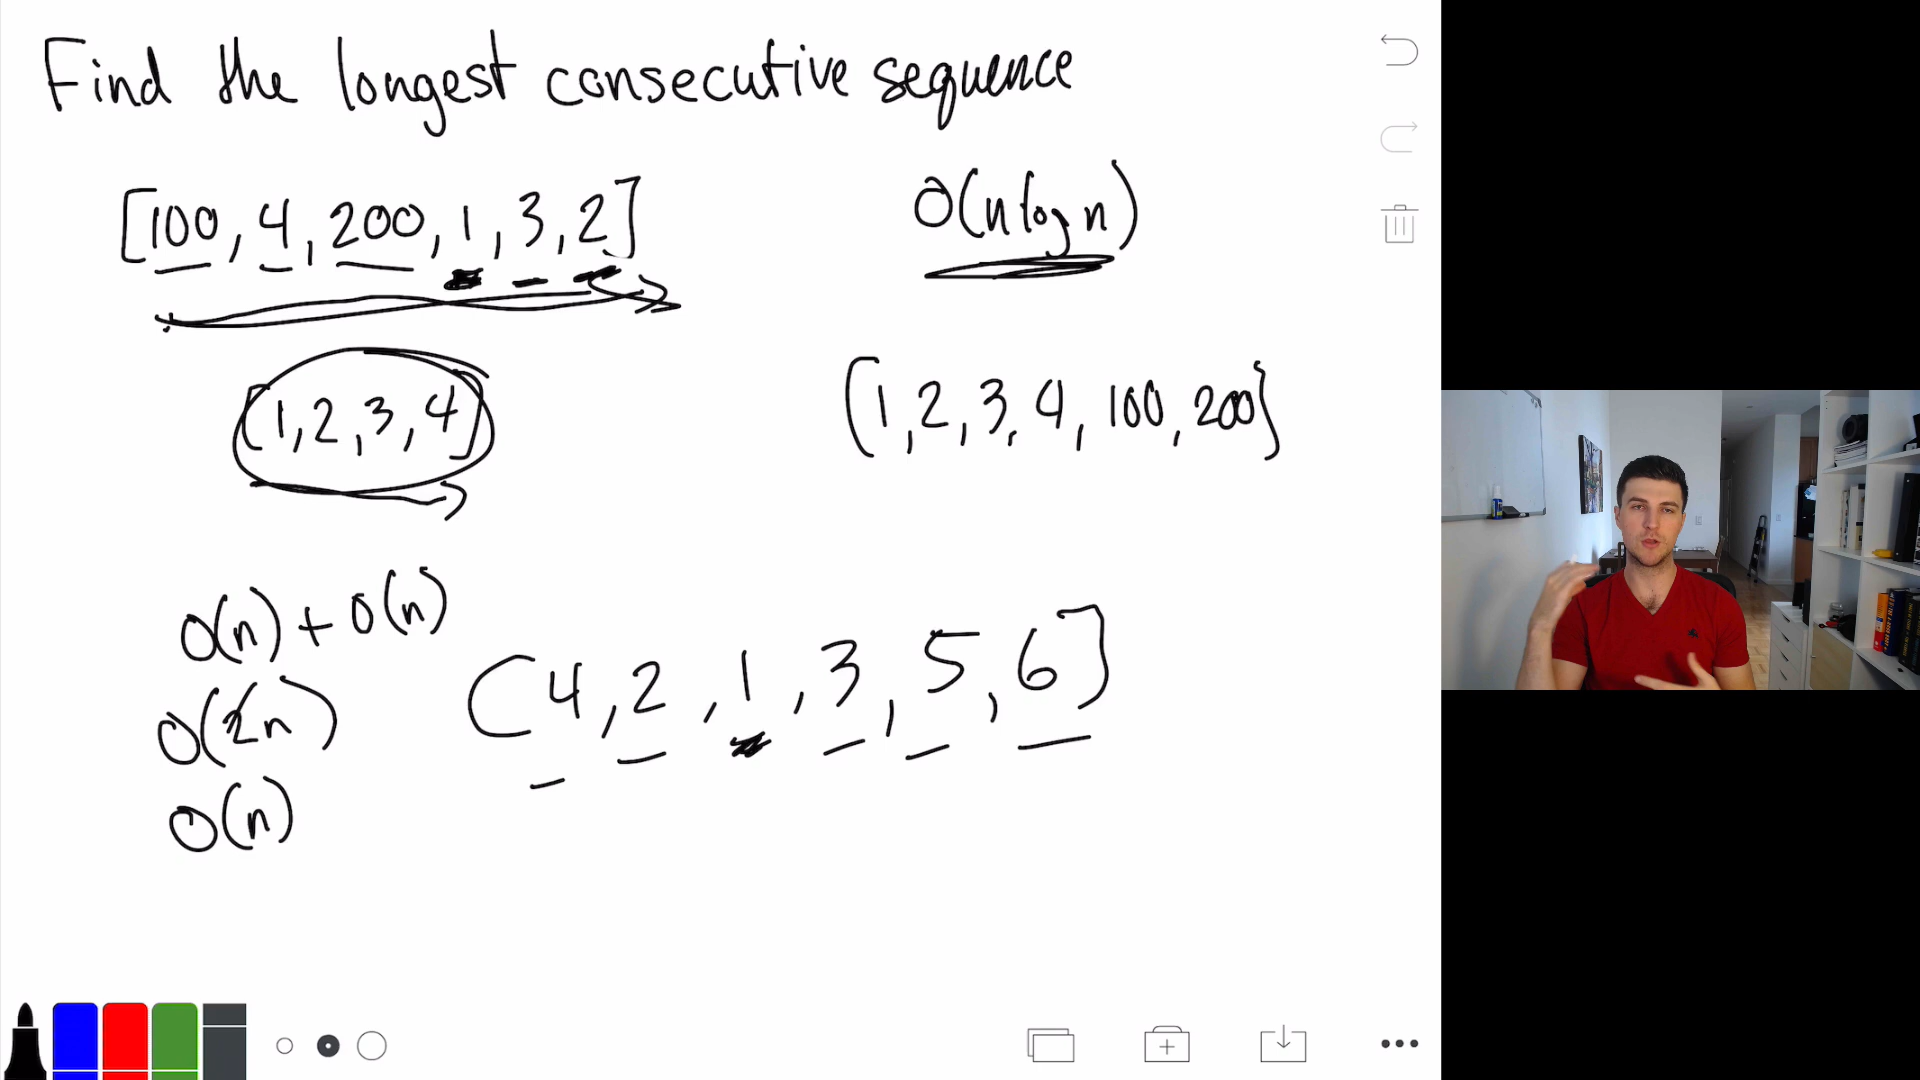 Find the longest consecutive sequence
[100, 4, 200, 1, 3, 2]
O(n log n)
[1, 2, 3, 4]
[1, 2, 3, 4, 100, 200]
O(n) + O(n)
[4, 2, 1, 3, 5, 6]
O(2n)
O(n)